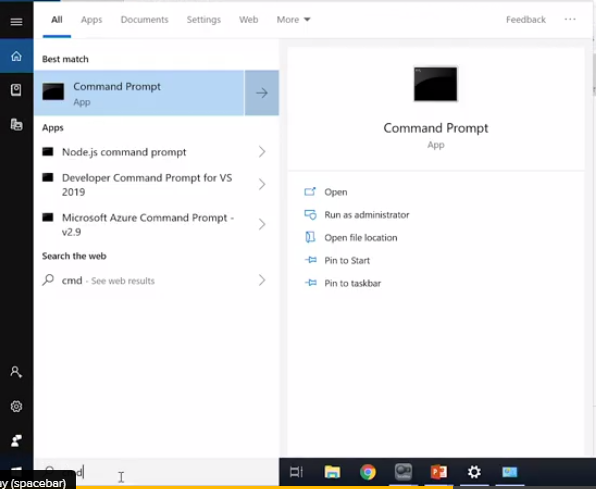 All Apps Documents Settings Web More Feedback ...
Best match
Command Prompt
App
Apps
Node.js command prompt
Developer Command Prompt for VS
2019
Microsoft Azure Command Prompt -
v2.9
Search the web
cmd - See web results
Command Prompt
App
Open
Run as administrator
Open file location
Pin to Start
Pin to taskbar
(spacebar)